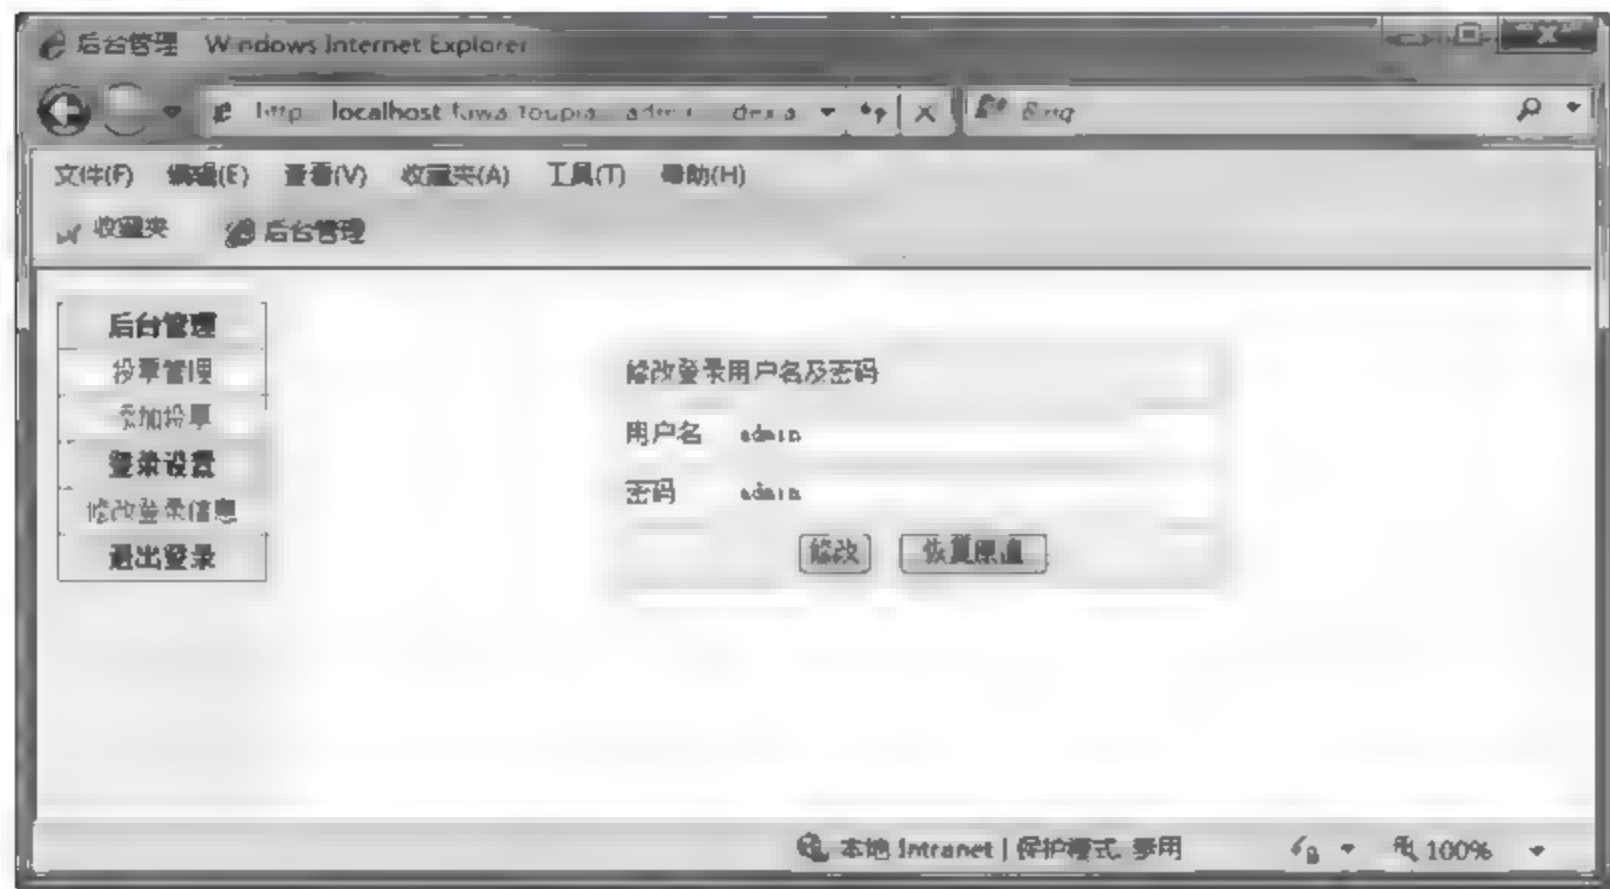 后台管理 Windows Internet Explorer
http localhost
Bing
文件(F) 编辑(E) 查看(V) 收藏夹(A) 工具(T) 帮助(H)
收藏夹 后台管理
后台管理
投票管理
添加投票
登录设置
修改登录信息
退出登录
修改登录用户名及密码
用户名 admin
密码 admin
修改 恢复原值
本地 Intranet | 保护模式: 禁用
100%